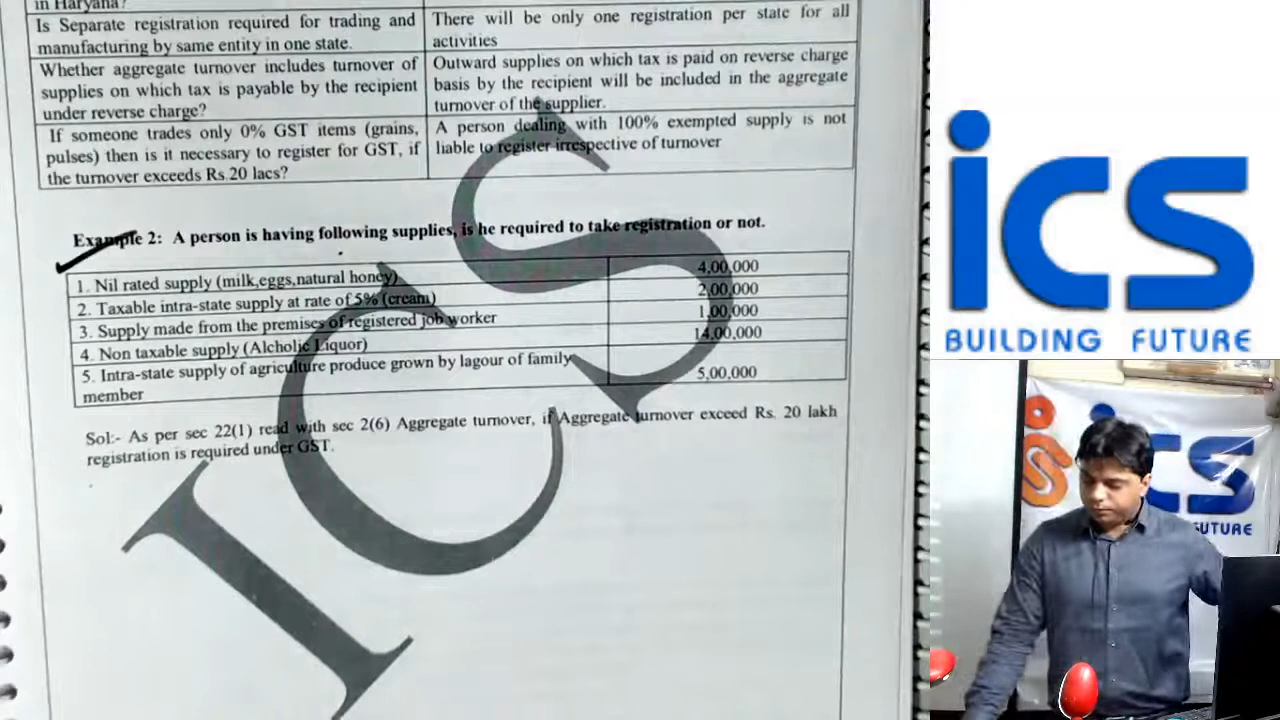 in Haryana?
Is Separate registration required for trading and
manufacturing by same entity in one state.
There will be only one registration per state for all
activities
Whether aggregate turnover includes turnover of
supplies on which tax is payable by the recipient
under reverse charge?
Outward supplies on which tax is paid on reverse charge
basis by the recipient will be included in the aggregate
turnover of the supplier.
If someone trades only 0% GST items (grains,
pulses) then is it necessary to register for GST, if
the turnover exceeds Rs.20 lacs?
A person dealing with 100% exempted supply is not
liable to register irrespective of turnover
Example 2: A person is having following supplies, is he required to take registration or not.
1. Nil rated supply (milk,eggs,natural honey) 4,00,000
2. Taxable intra-state supply at rate of 5% (cream) 2,00,000
3. Supply made from the premises of registered job worker 1,00,000
4. Non taxable supply (Alcholic Liquor) 14,00,000
5. Intra-state supply of agriculture produce grown by lagour of family
member 5,00,000
Sol:- As per sec 22(1) read with sec 2(6) Aggregate turnover, if Aggregate turnover exceed Rs. 20 lakh
registration is required under GST.
ICS
iCS
BUILDING FUTURE
iCS
FUTURE